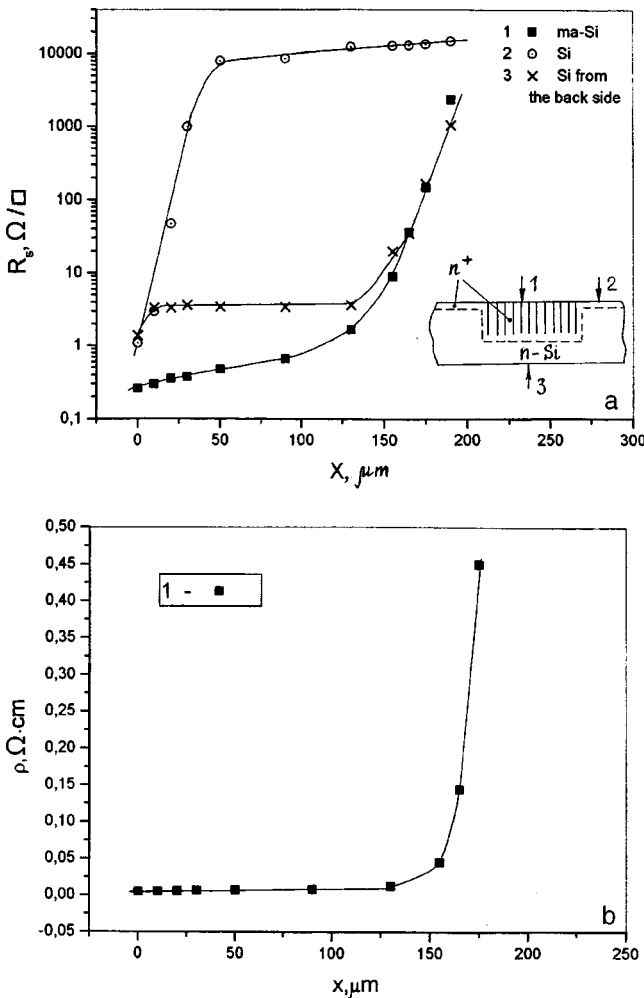 a
10000
1000
100
10
1
0,1
Rs, Ω/□
1 ■ ma-Si
2 ⊙ Si
3 × Si from
the back side
n+
1
2
n-Si
3
a
0
50
100
150
200
250
300
X, μm
0,50
0,45
0,40
0,35
0,30
0,25
0,20
0,15
0,10
0,05
0,00
-0,05
ρ, Ω·cm
1 - ■
b
0
50
100
150
200
250
x, μm